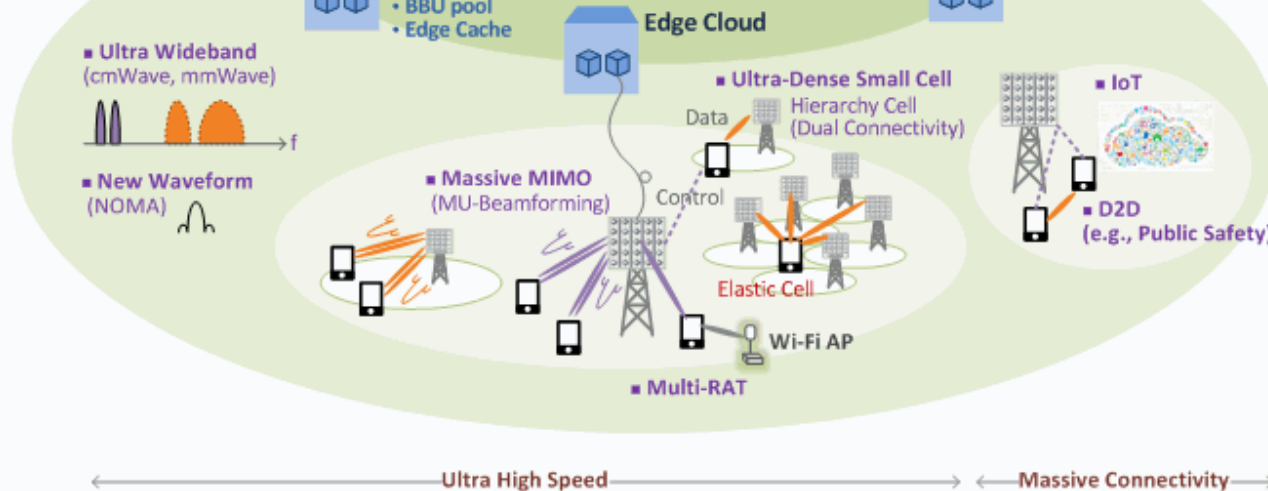 • BBU pool
• Edge Cache
Edge Cloud
▪ Ultra Wideband
(cmWave, mmWave)
f
▪ New Waveform
(NOMA)
▪ Massive MIMO
(MU-Beamforming)
▪ Ultra-Dense Small Cell
Hierarchy Cell
(Dual Connectivity)
Data
Control
Elastic Cell
Wi-Fi AP
▪ Multi-RAT
▪ IoT
▪ D2D
(e.g., Public Safety)
Ultra High Speed
Massive Connectivity